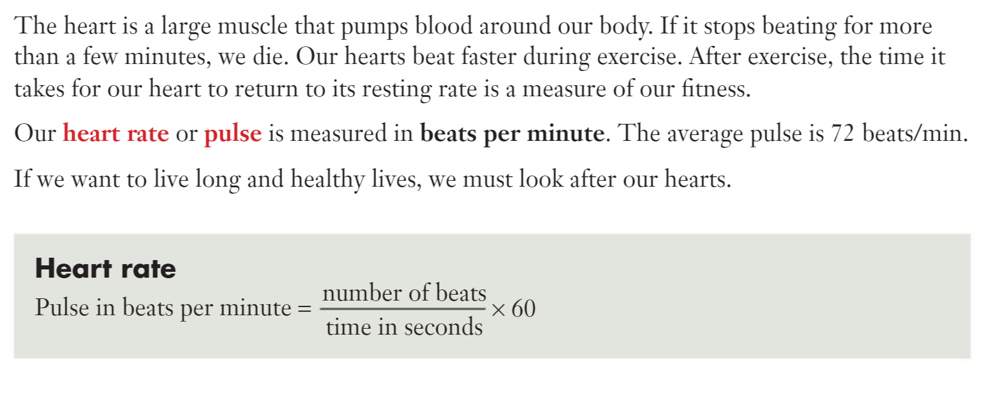 The heart is a large muscle that pumps blood around our body. If it stops beating for more
than a few minutes, we die. Our hearts beat faster during exercise. After exercise, the time it
takes for our heart to return to its resting rate is a measure of our fitness.
Our heart rate or pulse is measured in beats per minute. The average pulse is 72 beats/min.
If we want to live long and healthy lives, we must look after our hearts.
Heart rate
Pulse in beats per minute = number of beats / time in seconds × 60